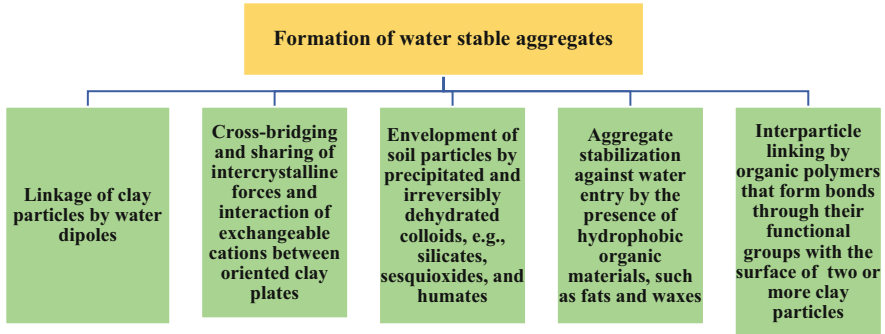 Formation of water stable aggregates
Linkage of clay
particles by water
dipoles
Cross-bridging
and sharing of
intercrystalline
forces and
interaction of
exchangeable
cations between
oriented clay
plates
Envelopment of
soil particles by
precipitated and
irreversibly
dehydrated
colloids, e.g.,
silicates,
sesquioxides, and
humates
Aggregate
stabilization
against water
entry by the
presence of
hydrophobic
organic
materials, such
as fats and waxes
Interparticle
linking by
organic polymers
that form bonds
through their
functional
groups with the
surface of two or
more clay
particles